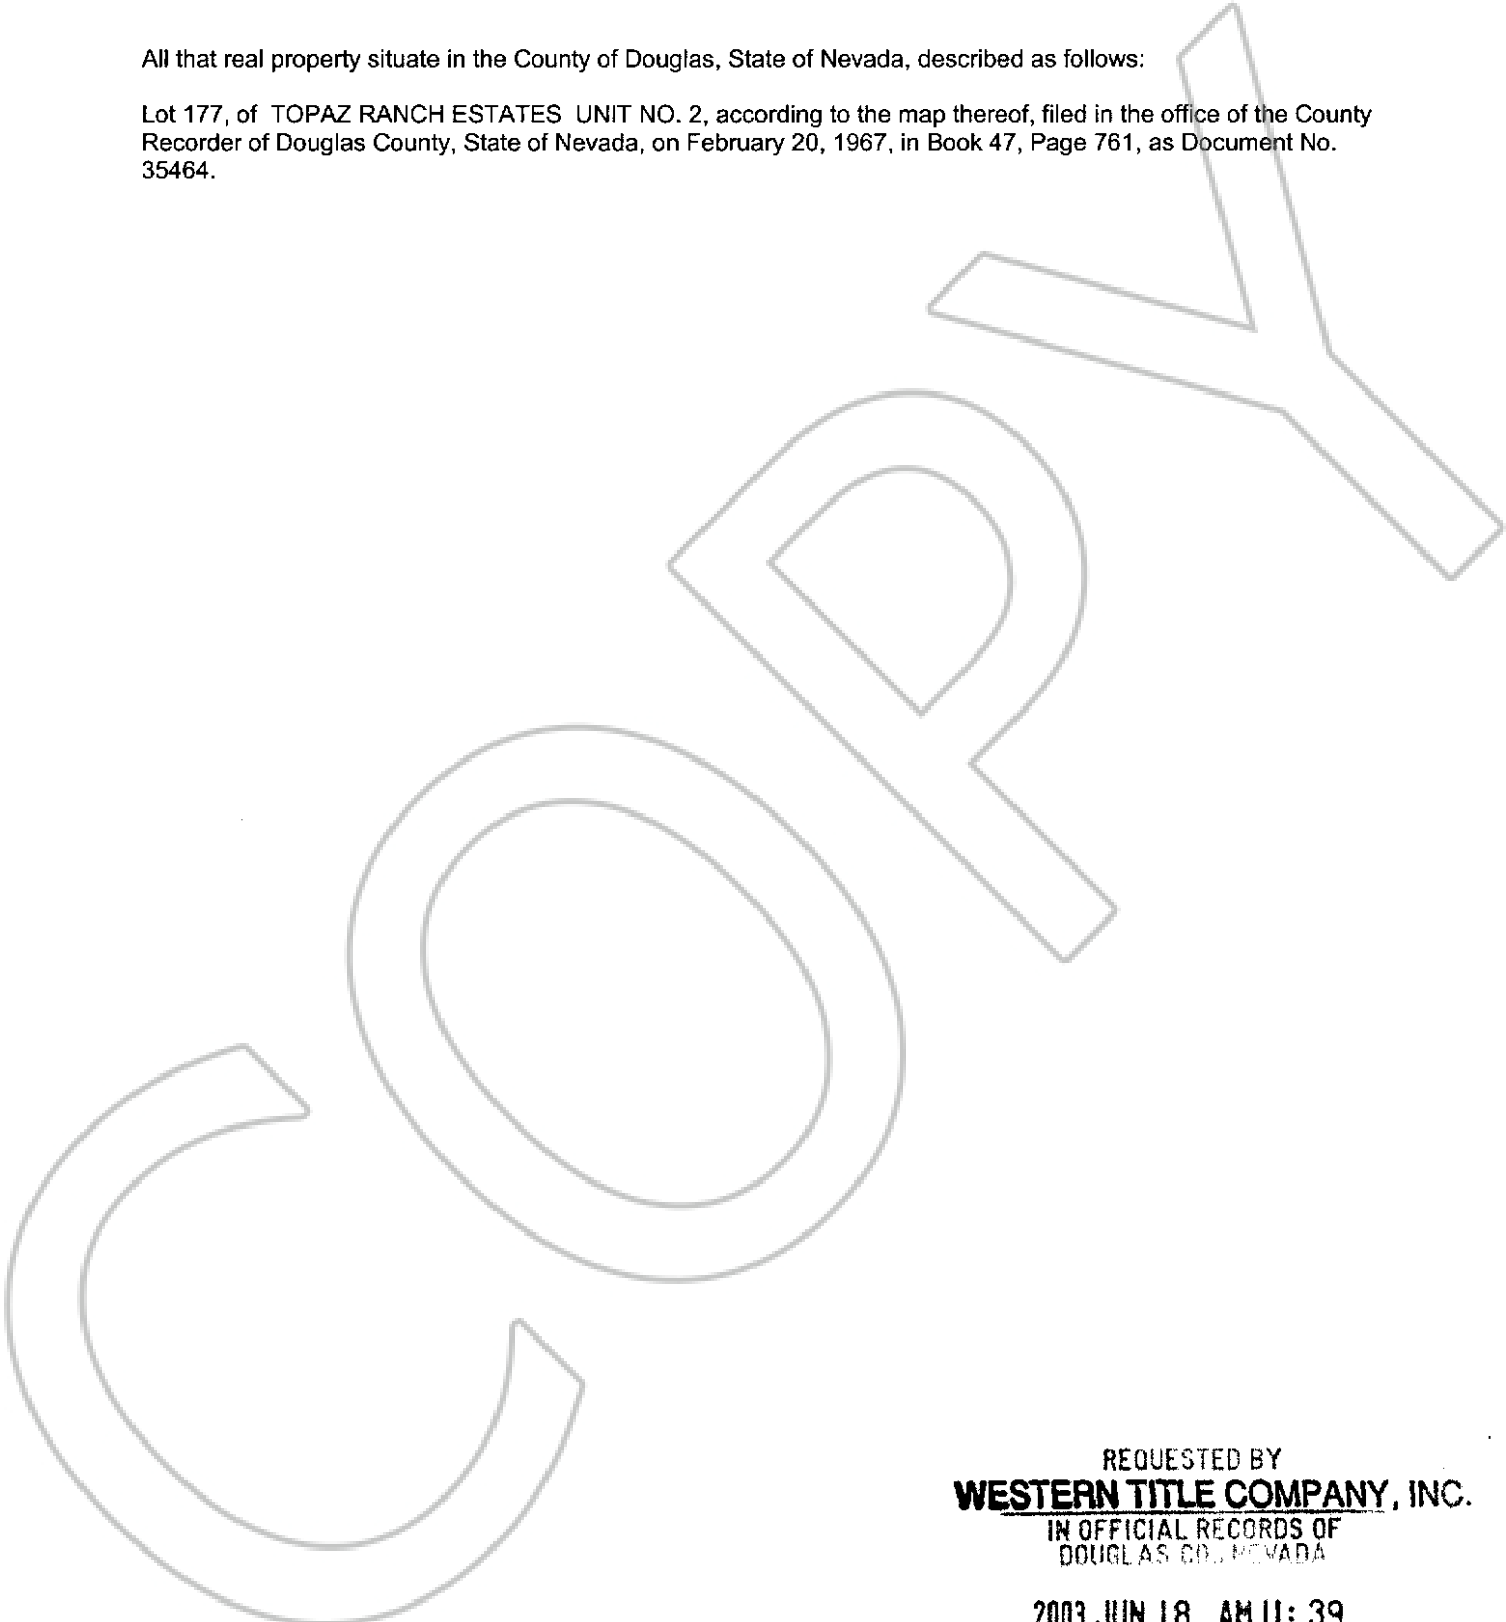 All that real property situate in the County of Douglas, State of Nevada, described as follows:
Lot 177, of TOPAZ RANCH ESTATES UNIT NO. 2, according to the map thereof, filed in the office of the County
Recorder of Douglas County, State of Nevada, on February 20, 1967, in Book 47, Page 761, as Document No.
35464.
COPY
REQUESTED BY
WESTERN TITLE COMPANY, INC.
IN OFFICIAL RECORDS OF
DOUGLAS CO., NEVADA
2003 JUN 18 AM 11: 39